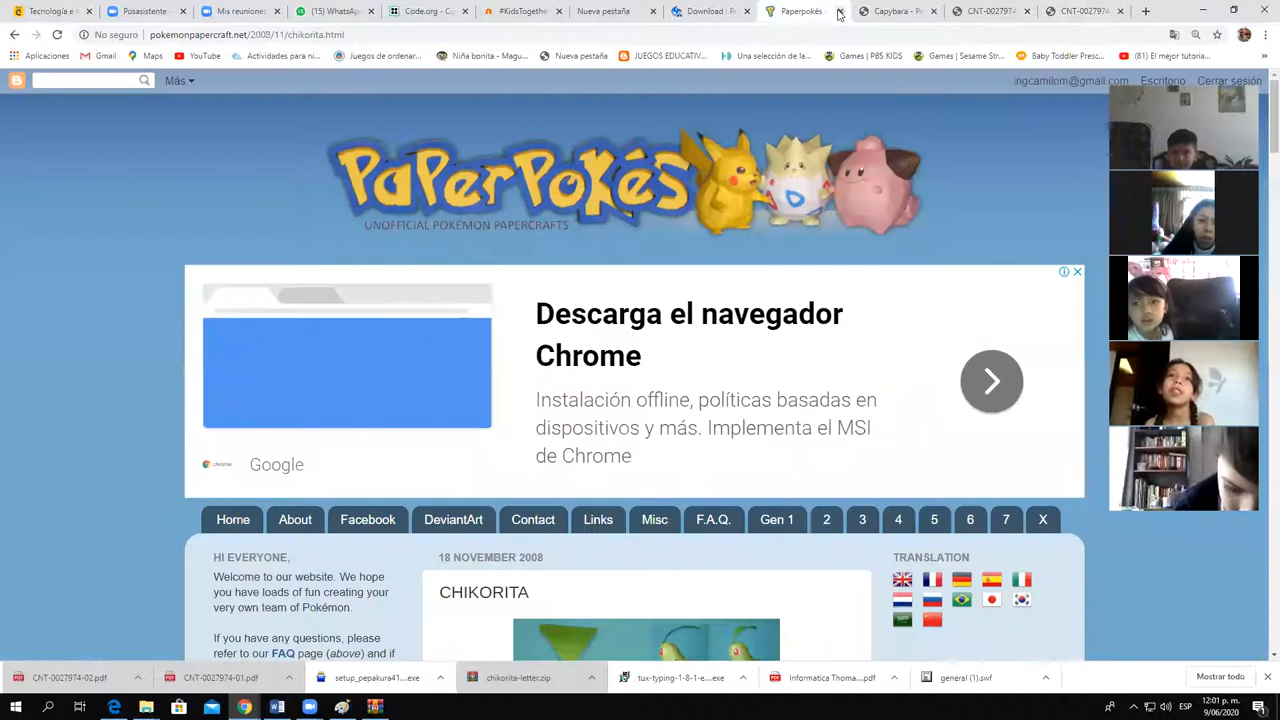 Tecnología e i
Posasistente
Mis reuniones
(15) WhatsAp
Code.org - Cu
#KidsTogethe
Nueva pestaña
Download | P
Paperpokés
Capybara - P
CNT-0027974
CNT-0027974
No seguro | pokemonpapercraft.net/2008/11/chikorita.html
Aplicaciones
Gmail
Maps
YouTube
Actividades para ni...
Juegos de ordenar...
Niña bonita - Magu...
Nueva pestaña
JUEGOS EDUCATIV...
Una selección de la...
Games | PBS KIDS
Games | Sesame Str...
Baby Toddler Presc...
(81) El mejor tutoria...
Más
ingcamilom@gmail.com
Escritorio
Cerrar sesión
PaPerPokés
UNOFFICIAL POKÉMON PAPERCRAFTS
Descarga el navegador
Chrome
Instalación offline, políticas basadas en
dispositivos y más. Implementa el MSI
de Chrome
chrome
Google
Home
About
Facebook
DeviantArt
Contact
Links
Misc
F.A.Q.
Gen 1
2
3
4
5
6
7
X
HI EVERYONE,
Welcome to our website. We hope
you have loads of fun creating your
very own team of Pokémon.
If you have any questions, please
refer to our FAQ page (above) and if
18 NOVEMBER 2008
CHIKORITA
TRANSLATION
CNT-0027974-02.pdf
CNT-0027974-01.pdf
setup_pepakura41....exe
chikorita-letter.zip
tux-typing-1-8-1-e....exe
Informatica Thoma....pdf
general (1).swf
Mostrar todo
ESP
12:01 p. m.
9/06/2020